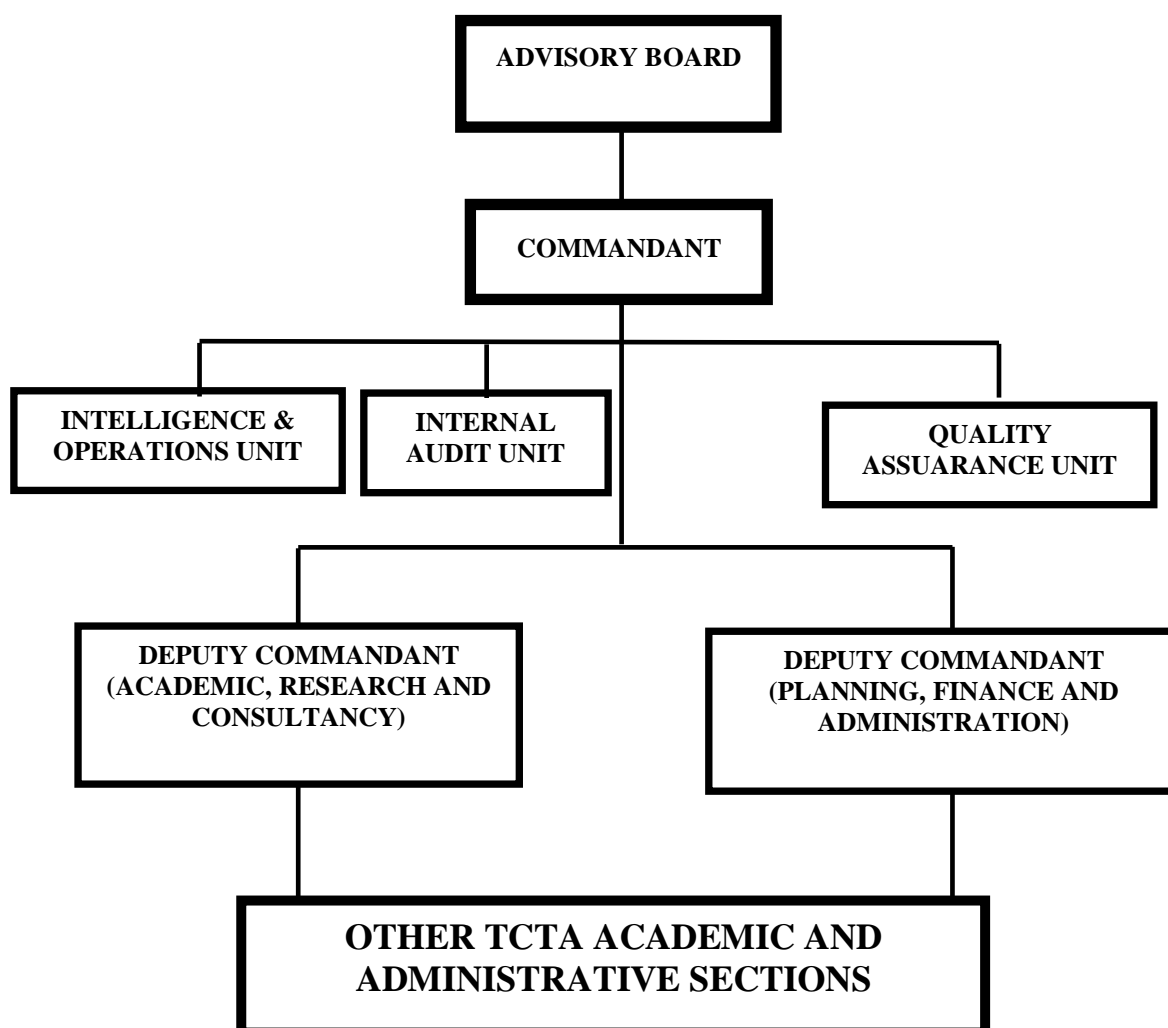 ADVISORY BOARD
COMMANDANT
INTELLIGENCE &
OPERATIONS UNIT
INTERNAL
AUDIT UNIT
QUALITY
ASSUARANCE UNIT
DEPUTY COMMANDANT
(ACADEMIC, RESEARCH AND
CONSULTANCY)
DEPUTY COMMANDANT
(PLANNING, FINANCE AND
ADMINISTRATION)
OTHER TCTA ACADEMIC AND
ADMINISTRATIVE SECTIONS